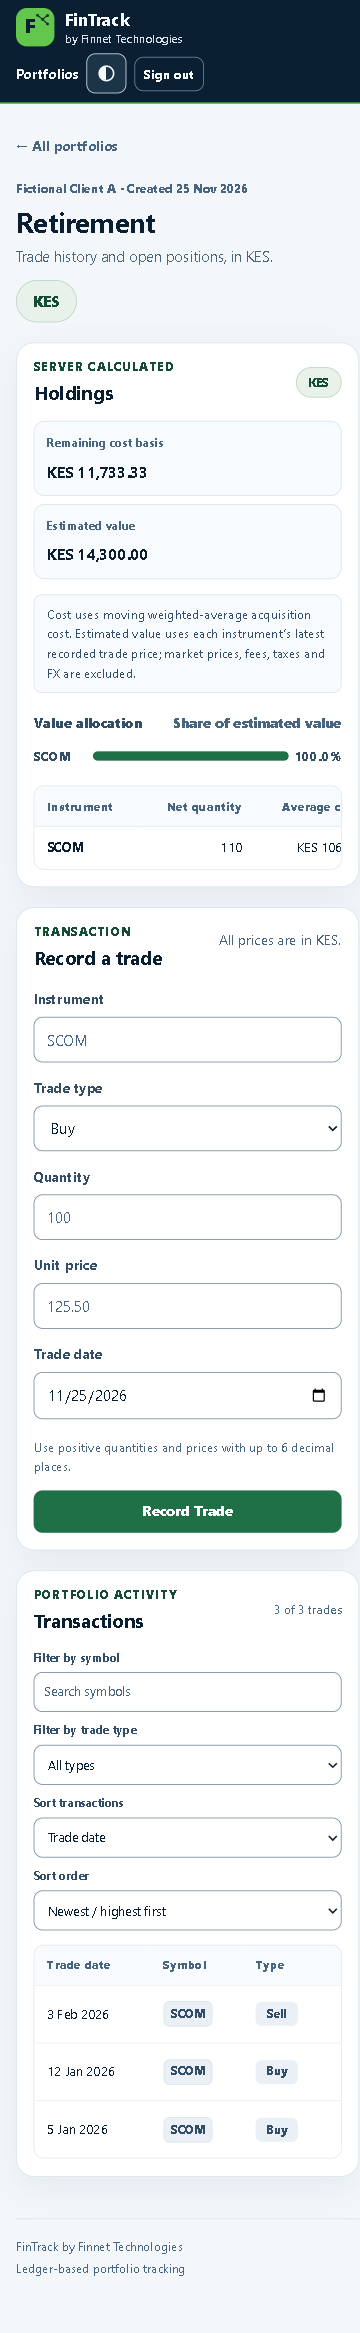 F
FinTrack
by Finnet Technologies
Portfolios
Sign out
← All portfolios
Fictional Client A · Created 25 Nov 2026
Retirement
Trade history and open positions, in KES.
KES
SERVER CALCULATED
Holdings
KES
Remaining cost basis
KES 11,733.33
Estimated value
KES 14,300.00
Cost uses moving weighted-average acquisition
cost. Estimated value uses each instrument's latest
recorded trade price; market prices, fees, taxes and
FX are excluded.
Value allocation Share of estimated value
SCOM 100.0%
Instrument Net quantity Average c
SCOM 110 KES 106
TRANSACTION
Record a trade
All prices are in KES.
Instrument
SCOM
Trade type
Buy
Quantity
100
Unit price
125.50
Trade date
11/25/2026
Use positive quantities and prices with up to 6 decimal
places.
Record Trade
PORTFOLIO ACTIVITY
Transactions
3 of 3 trades
Filter by symbol
Search symbols
Filter by trade type
All types
Sort transactions
Trade date
Sort order
Newest / highest first
Trade date Symbol Type
3 Feb 2026 SCOM Sell
12 Jan 2026 SCOM Buy
5 Jan 2026 SCOM Buy
FinTrack by Finnet Technologies
Ledger-based portfolio tracking